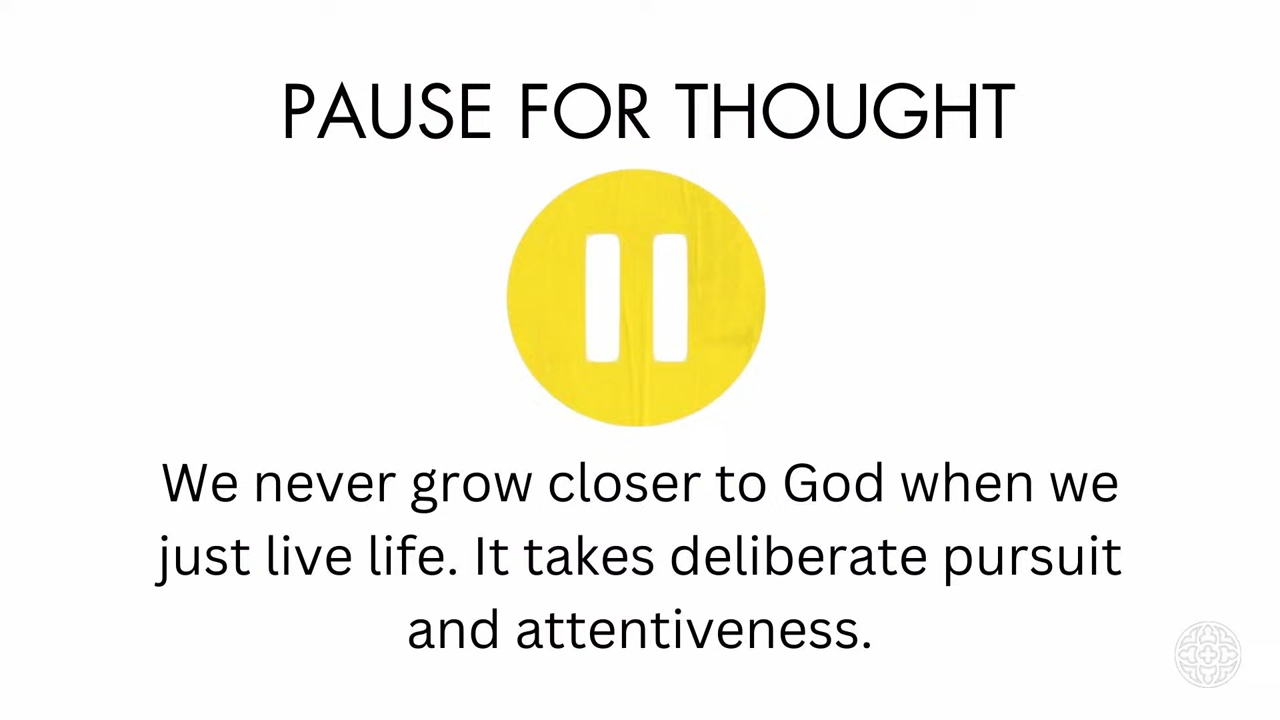 PAUSE FOR THOUGHT
We never grow closer to God when we
just live life. It takes deliberate pursuit
and attentiveness.